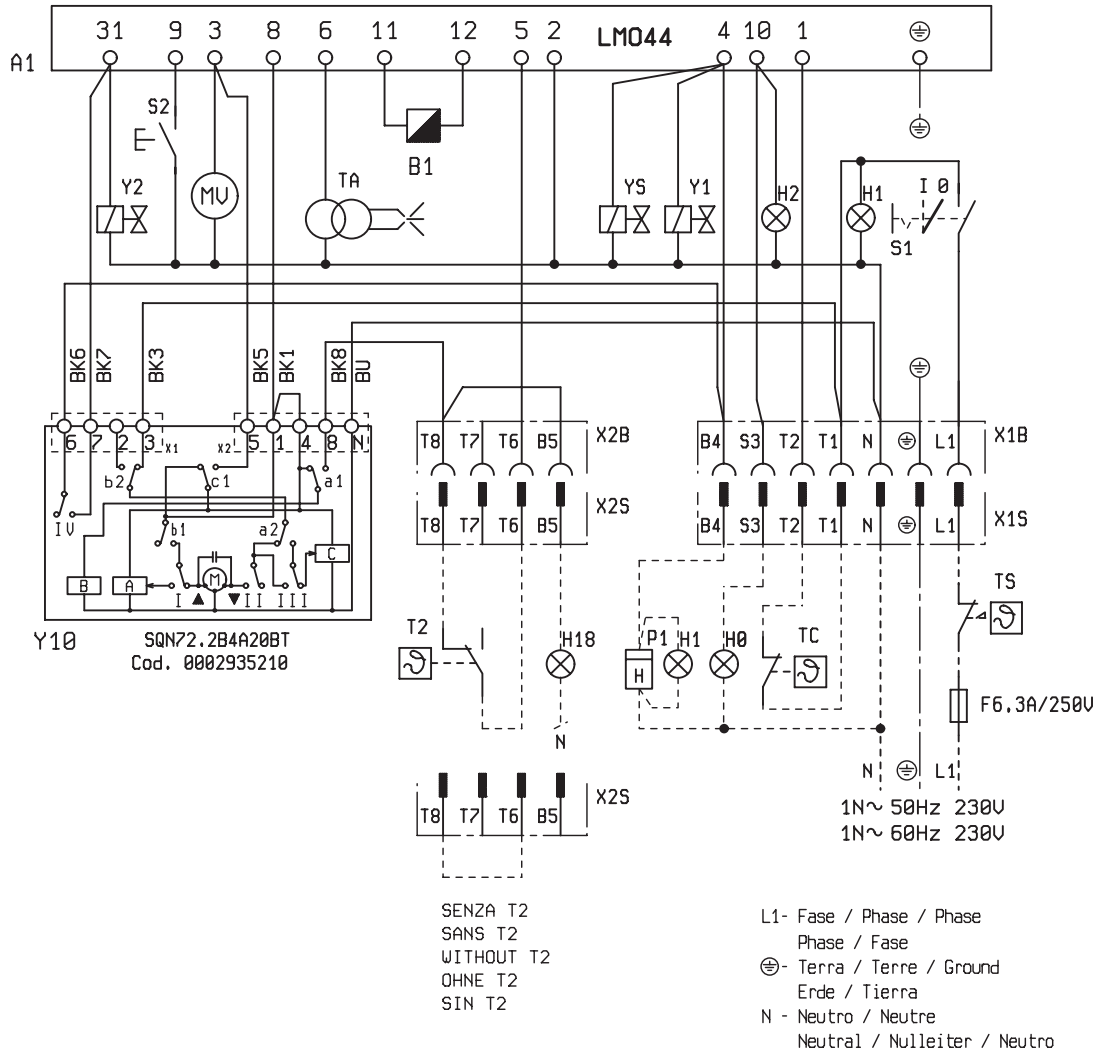 31 9 3 8 6 11 12 5 2 LMO44 4 10 1
A1
S2
Y2
MV
TA
B1
YS Y1 H2 H1 I 0
S1
BK6 BK7 BK3 BK5 BK1 BK8 BU
6 7 2 3 X1 X2 5 1 4 8 N
b2 c1 a1
IV b1 a2
C
B A M
I II III
Y10
SQN72.2B4A20BT
Cod. 0002935210
T8 T7 T6 B5 X2B
X2S
T8 T7 T6 B5
B4 S3 T2 T1 N L1 X1B
X1S
B4 S3 T2 T1 N L1
T2
H18
N
P1 H1 H0 TC
H
TS
F6,3A/250V
N L1
1N~ 50Hz 230V
1N~ 60Hz 230V
X2S
T8 T7 T6 B5
SENZA T2
SANS T2
WITHOUT T2
OHNE T2
SIN T2
L1- Fase / Phase / Phase
Phase / Fase
- Terra / Terre / Ground
Erde / Tierra
N - Neutro / Neutre
Neutral / Nulleiter / Neutro